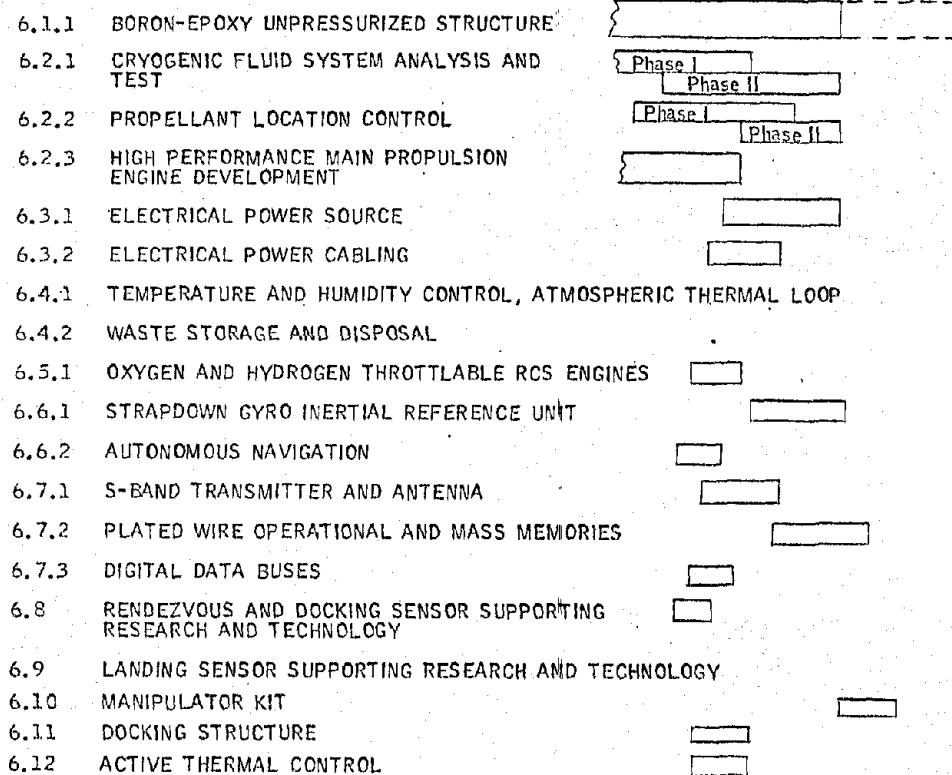 6.1.1 BORON-EPOXY UNPRESSURIZED STRUCTURE
6.2.1 CRYOGENIC FLUID SYSTEM ANALYSIS AND
TEST
Phase I
Phase II
6.2.2 PROPELLANT LOCATION CONTROL
Phase I
Phase II
6.2.3 HIGH PERFORMANCE MAIN PROPULSION
ENGINE DEVELOPMENT
6.3.1 ELECTRICAL POWER SOURCE
6.3.2 ELECTRICAL POWER CABLING
6.4.1 TEMPERATURE AND HUMIDITY CONTROL, ATMOSPHERIC THERMAL LOOP
6.4.2 WASTE STORAGE AND DISPOSAL
6.5.1 OXYGEN AND HYDROGEN THROTTLABLE RCS ENGINES
6.6.1 STRAPDOWN GYRO INERTIAL REFERENCE UNIT
6.6.2 AUTONOMOUS NAVIGATION
6.7.1 S-BAND TRANSMITTER AND ANTENNA
6.7.2 PLATED WIRE OPERATIONAL AND MASS MEMORIES
6.7.3 DIGITAL DATA BUSES
6.8 RENDEZVOUS AND DOCKING SENSOR SUPPORTING
RESEARCH AND TECHNOLOGY
6.9 LANDING SENSOR SUPPORTING RESEARCH AND TECHNOLOGY
6.10 MANIPULATOR KIT
6.11 DOCKING STRUCTURE
6.12 ACTIVE THERMAL CONTROL